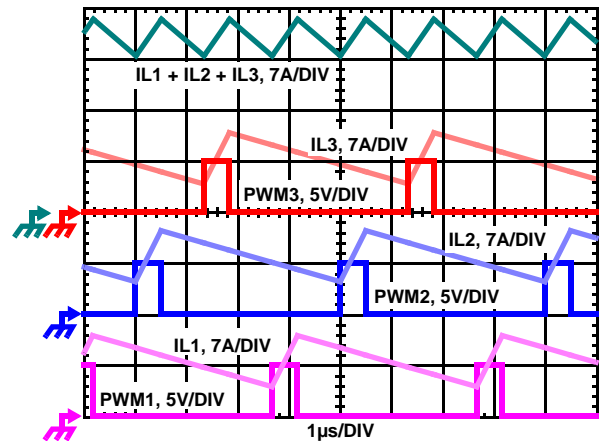 IL1 + IL2 + IL3, 7A/DIV
IL3, 7A/DIV
PWM3, 5V/DIV
IL2, 7A/DIV
PWM2, 5V/DIV
IL1, 7A/DIV
PWM1, 5V/DIV
1µs/DIV